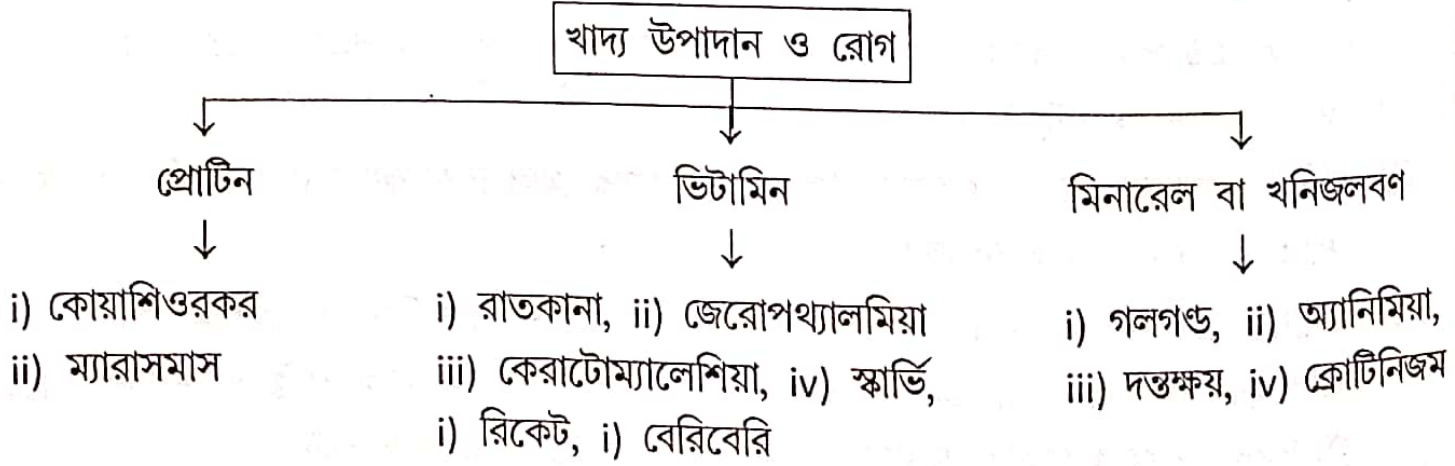 খাদ্য উপাদান ও রোগ
প্রোটিন
i) কোয়াশিওরকর
ii) ম্যারাসমাস
ভিটামিন
i) রাতকানা, ii) জেরোপথ্যালমিয়া
iii) কেরাটোম্যালেশিয়া, iv) স্কার্ভি,
i) রিকেট, i) বেরিবেরি
মিনারেল বা খনিজলবণ
i) গলগণ্ড, ii) অ্যানিমিয়া,
iii) দন্তক্ষয়, iv) ক্রোটিনিজম